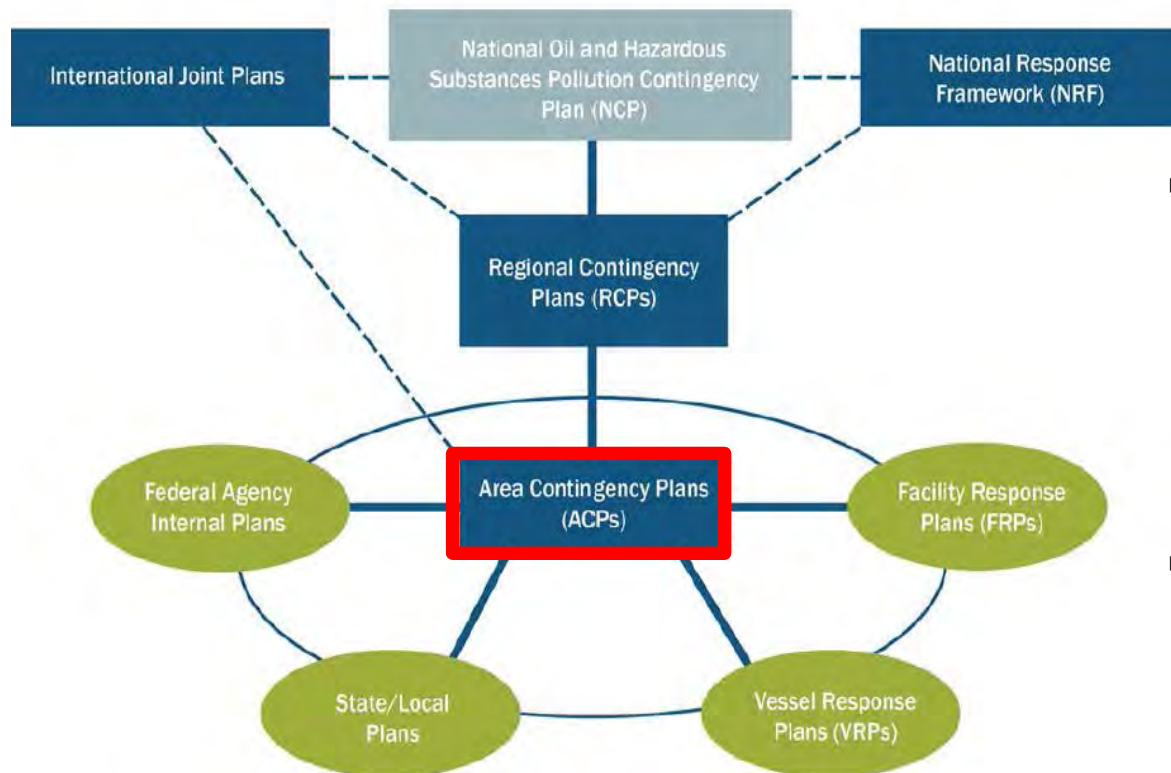 International Joint Plans
National Oil and Hazardous
Substances Pollution Contingency
Plan (NCP)
National Response
Framework (NRF)
Regional Contingency
Plans (RCPs)
Federal Agency
Internal Plans
Area Contingency Plans
(ACPs)
Facility Response
Plans (FRPs)
State/Local
Plans
Vessel Response
Plans (VRPs)